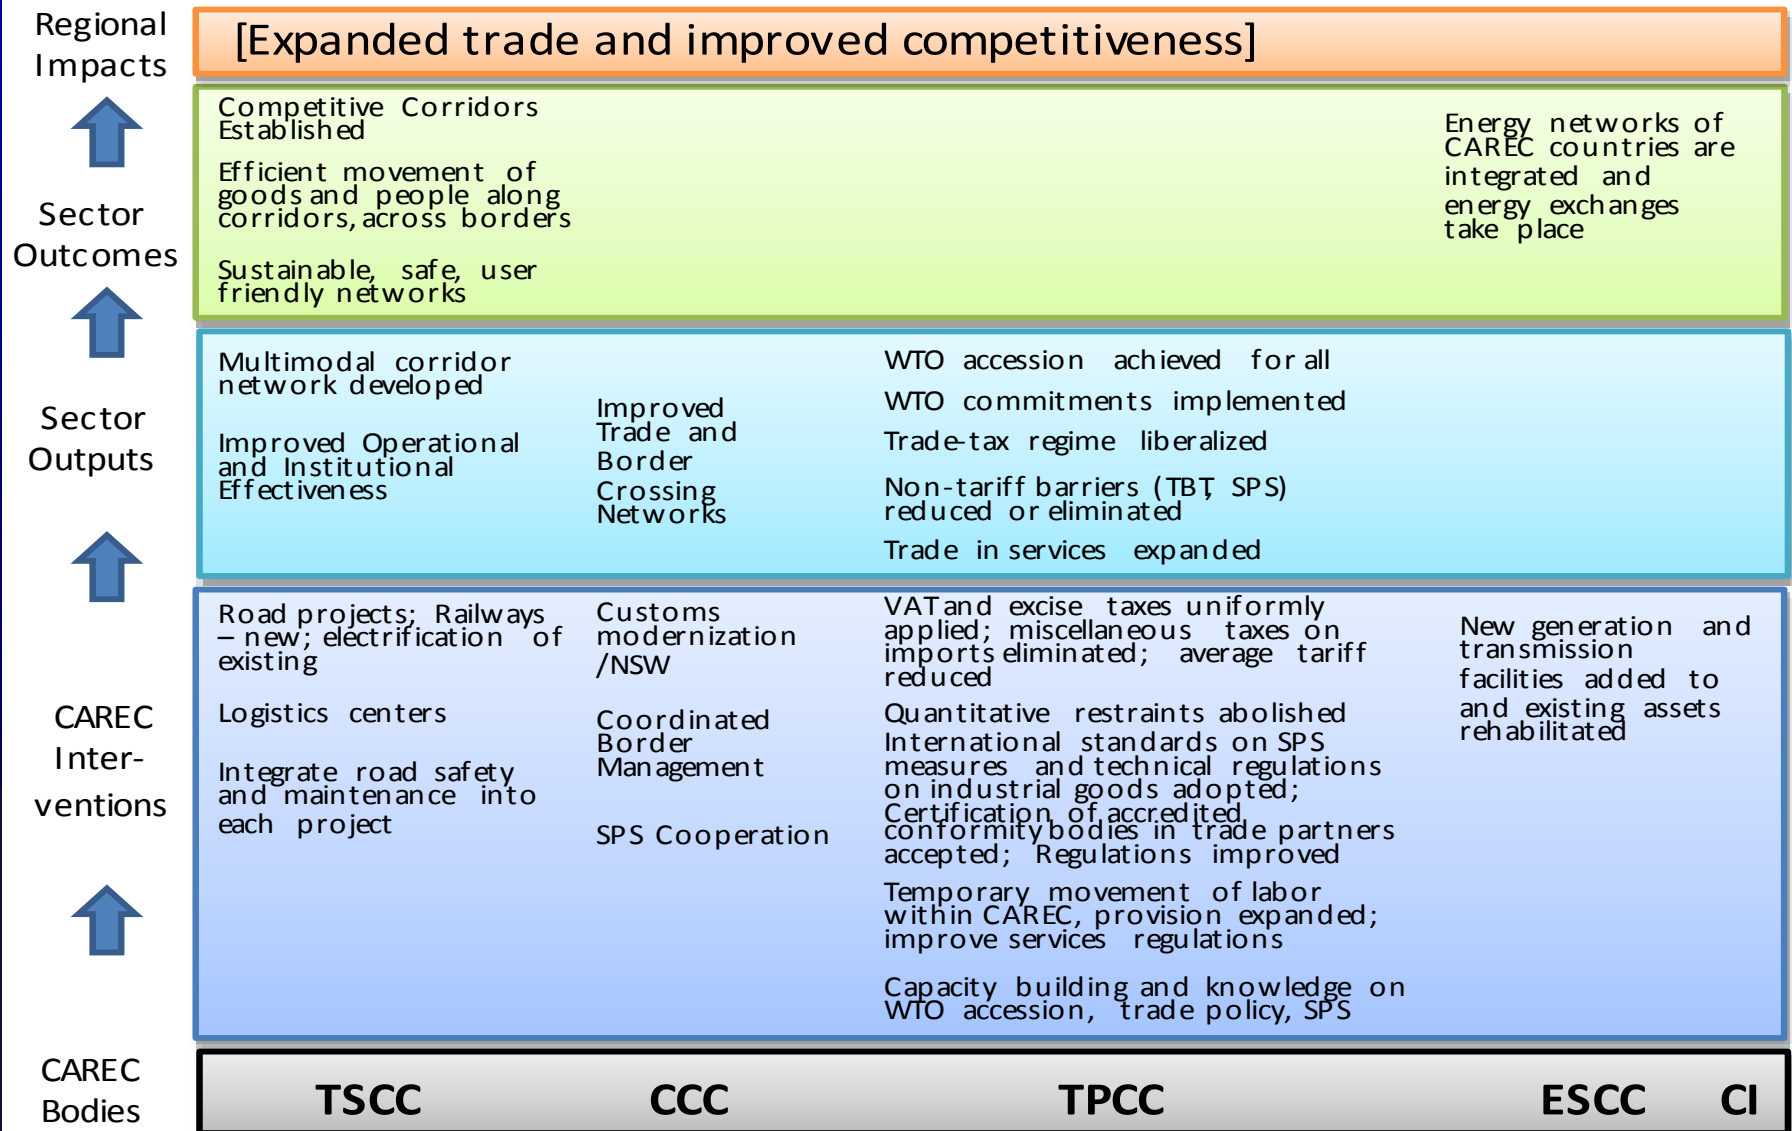 Regional
Impacts
[Expanded trade and improved competitiveness]
Sector
Outcomes
Competitive Corridors
Established
Efficient movement of
goods and people along
corridors, across borders
Sustainable, safe, user
friendly networks
Energy networks of
CAREC countries are
integrated and
energy exchanges
take place
Sector
Outputs
Multimodal corridor
network developed
Improved Operational
and Institutional
Effectiveness
Improved
Trade and
Border
Crossing
Networks
WTO accession achieved for all
WTO commitments implemented
Trade-tax regime liberalized
Non-tariff barriers (TBT, SPS)
reduced or eliminated
Trade in services expanded
CAREC
Inter-
ventions
Road projects; Railways
– new; electrification of
existing
Logistics centers
Integrate road safety
and maintenance into
each project
Customs
modernization
/NSW
Coordinated
Border
Management
SPS Cooperation
VAT and excise taxes uniformly
applied; miscellaneous taxes on
imports eliminated; average tariff
reduced
Quantitative restraints abolished
International standards on SPS
measures and technical regulations
on industrial goods adopted;
Certification of accredited
conformity bodies in trade partners
accepted; Regulations improved
Temporary movement of labor
within CAREC, provision expanded;
improve services regulations
Capacity building and knowledge on
WTO accession, trade policy, SPS
New generation and
transmission
facilities added to
and existing assets
rehabilitated
CAREC
Bodies
TSCC CCC TPCC ESCC CI